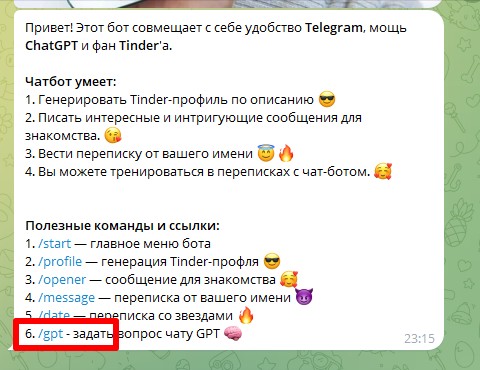 Привет! Этот бот совмещает с себе удобство Telegram, мощь
ChatGPT и фан Tinder'a.
Чатбот умеет:
1. Генерировать Tinder-профиль по описанию 😎
2. Писать интересные и интригующие сообщения для
знакомства. 😘
3. Вести переписку от вашего имени 😇🔥
4. Вы можете тренироваться в переписках с чат-ботом. 🥰
Полезные команды и ссылки:
1. /start — главное меню бота
2. /profile — генерация Tinder-профля 😎
3. /opener — сообщение для знакомства 🥰
4. /message — переписка от вашего имени 😈
5. /date — переписка со звездами 🔥
6. /gpt - задать вопрос чату GPT 🧠
23:15